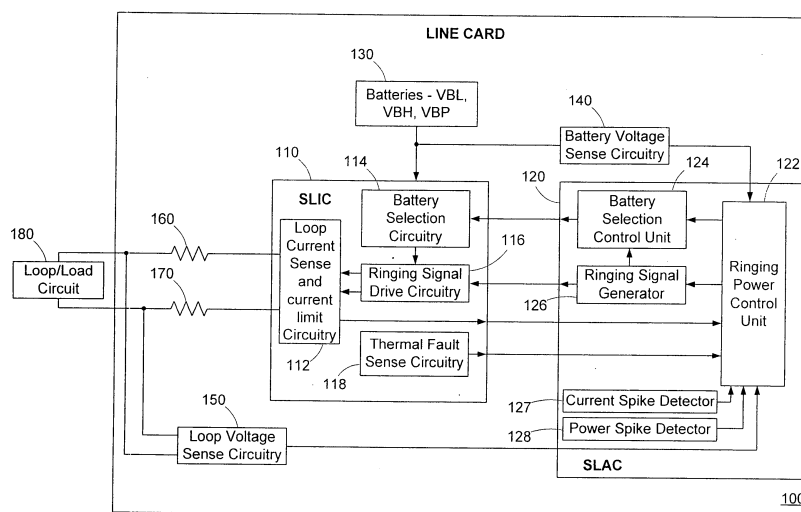 LINE CARD
130
Batteries - VBL,
VBH, VBP
140
Battery Voltage
Sense Circuitry
110
SLIC
114
Battery
Selection
Circuitry
120
124
Battery
Selection
Control Unit
122
Ringing
Power
Control
Unit
180
Loop/Load
Circuit
160
170
Loop
Current
Sense
and
current
limit
Circuitry
112
116
Ringing Signal
Drive Circuitry
Ringing Signal
Generator
126
Thermal Fault
Sense Circuitry
118
127
Current Spike Detector
128
Power Spike Detector
150
Loop Voltage
Sense Circuitry
SLAC
100